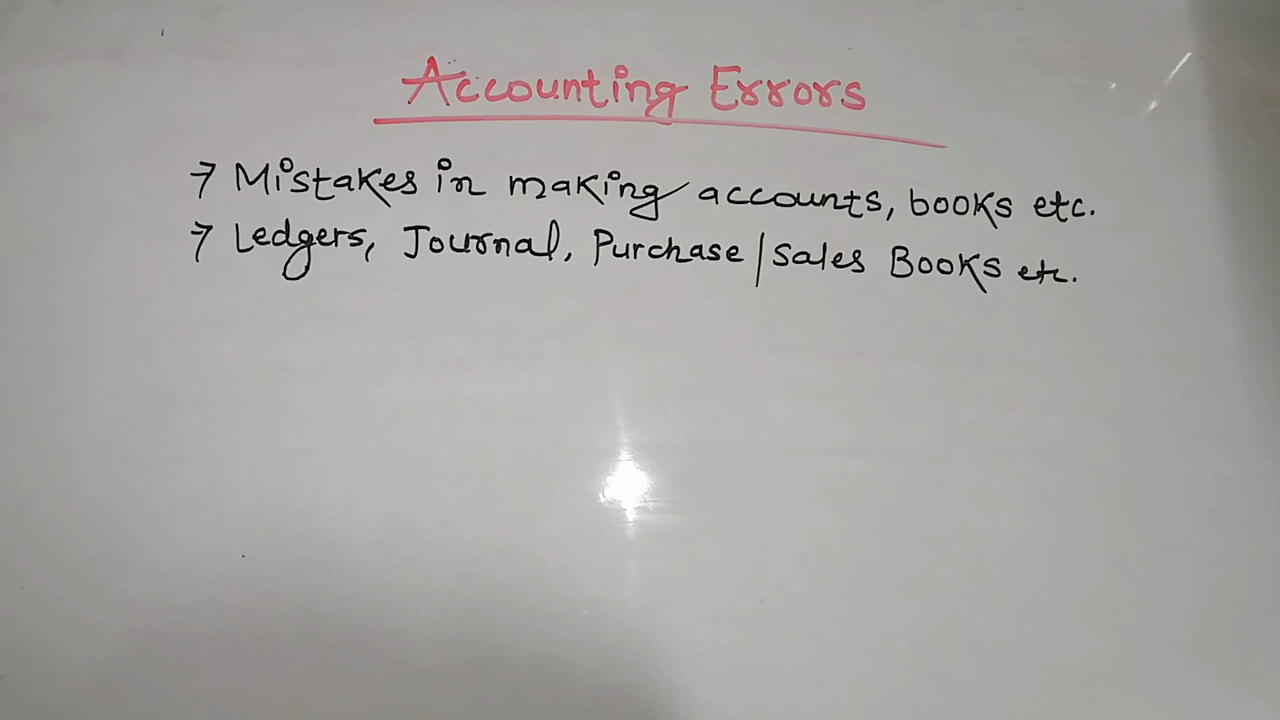 Accounting Errors
→ Mistakes in making accounts, books etc.
→ Ledgers, Journal, Purchase/Sales Books etc.